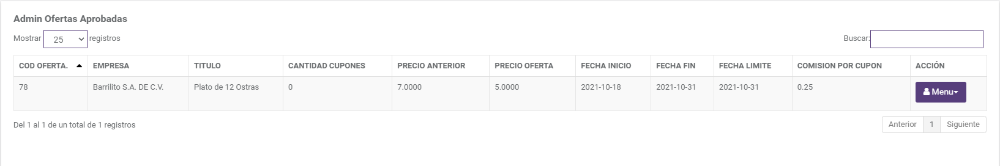 Admin Ofertas Aprobadas
Mostrar 25 registros Buscar:
COD OFERTA. EMPRESA TITULO CANTIDAD CUPONES PRECIO ANTERIOR PRECIO OFERTA FECHA INICIO FECHA FIN FECHA LIMITE COMISION POR CUPON ACCIÓN
78 Barrilito S.A. DE C.V. Plato de 12 Ostras 0 7.0000 5.0000 2021-10-18 2021-10-31 2021-10-31 0.25 Menu
Del 1 al 1 de un total de 1 registros Anterior 1 Siguiente